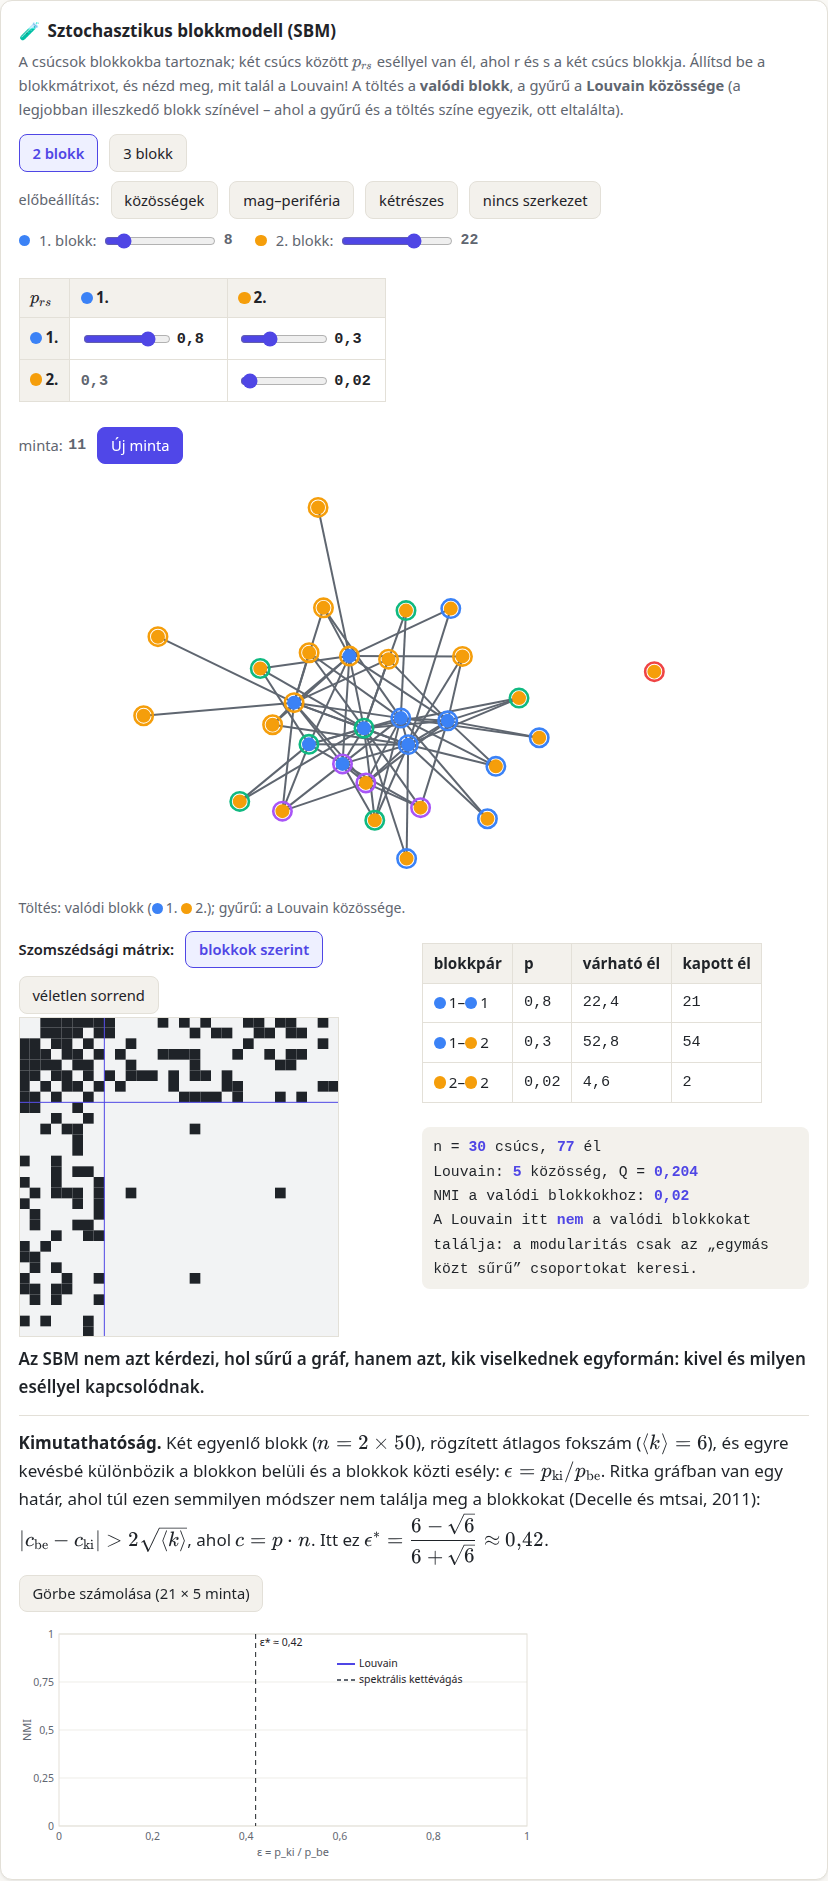 🧪 Sztochasztikus blokkmodell (SBM)
A csúcsok blokkokba tartoznak; két csúcs között p_rs eséllyel van él, ahol r és s a két csúcs blokkja. Állítsd be a
blokkmátrixot, és nézd meg, mit talál a Louvain! A töltés a valódi blokk, a gyűrű a Louvain közössége (a
legjobban illeszkedő blokk színével – ahol a gyűrű és a töltés színe egyezik, ott eltalálta).
2 blokk 3 blokk
előbeállítás: közösségek mag–periféria kétrészes nincs szerkezet
1. blokk: 8 2. blokk: 22
p_rs 1. 2.
1. 0,8 0,3
2. 0,3 0,02
minta: 11 Új minta
Töltés: valódi blokk (1. 2.); gyűrű: a Louvain közössége.
Szomszédsági mátrix: blokkok szerint
véletlen sorrend
blokkpár p várható él kapott él
1–1 0,8 22,4 21
1–2 0,3 52,8 54
2–2 0,02 4,6 2
n = 30 csúcs, 77 él
Louvain: 5 közösség, Q = 0,204
NMI a valódi blokkokhoz: 0,02
A Louvain itt nem a valódi blokkokat
találja: a modularitás csak az „egymás
közt sűrű” csoportokat keresi.
Az SBM nem azt kérdezi, hol sűrű a gráf, hanem azt, kik viselkednek egyformán: kivel és milyen
eséllyel kapcsolódnak.
Kimutathatóság. Két egyenlő blokk (n = 2 × 50), rögzített átlagos fokszám (⟨k⟩ = 6), és egyre
kevésbé különbözik a blokkon belüli és a blokkok közti esély: ϵ = p_ki/p_be. Ritka gráfban van egy
határ, ahol túl ezen semmilyen módszer nem találja meg a blokkokat (Decelle és mtsai, 2011):
|c_be − c_ki| > 2√⟨k⟩, ahol c = p · n. Itt ez ϵ* = (6 − √6)/(6 + √6) ≈ 0,42.
Görbe számolása (21 × 5 minta)
1
ε* = 0,42
Louvain
spektrális kettévágás
0,75
0,5
0,25
0
NMI
0 0,2 0,4 0,6 0,8 1
ε = p_ki / p_be